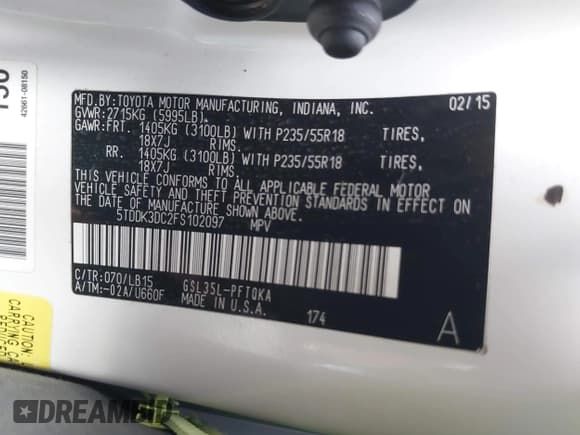 42661-08150
MFD.BY:TOYOTA MOTOR MANUFACTURING, INDIANA, INC. 02/15
GVWR:2715KG (5995LB).
GAWR:FRT. 1405KG (3100LB) WITH P235/55R18 TIRES,
18X7J RIMS.
RR. 1405KG (3100LB) WITH P235/55R18 TIRES,
18X7J RIMS.
THIS VEHICLE CONFORMS TO ALL APPLICABLE FEDERAL MOTOR
VEHICLE SAFETY AND THEFT PREVENTION STANDARDS IN EFFECT ON
THE DATE OF MANUFACTURE SHOWN ABOVE.
5TDDK3DC2FS102097 MPV
C/TR:070/LB15 GSL35L-PFTQKA
A/TM:-02A/U660F MADE IN U.S.A.
174 A
CAUTION
CARRYING
DREAMBID